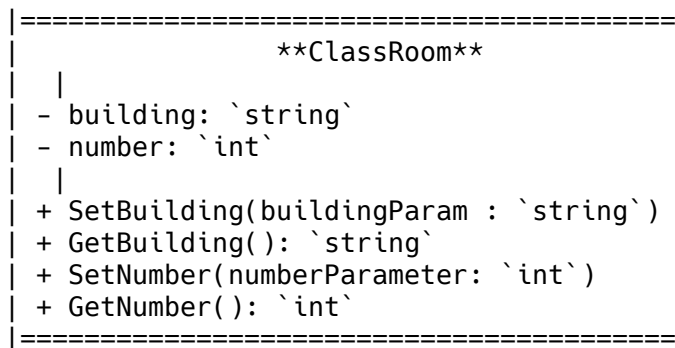 |=========================================
|                **ClassRoom**
|  |
| - building: `string`
| - number: `int`
|  |
| + SetBuilding(buildingParam : `string`)
| + GetBuilding(): `string`
| + SetNumber(numberParameter: `int`)
| + GetNumber(): `int`
|=========================================